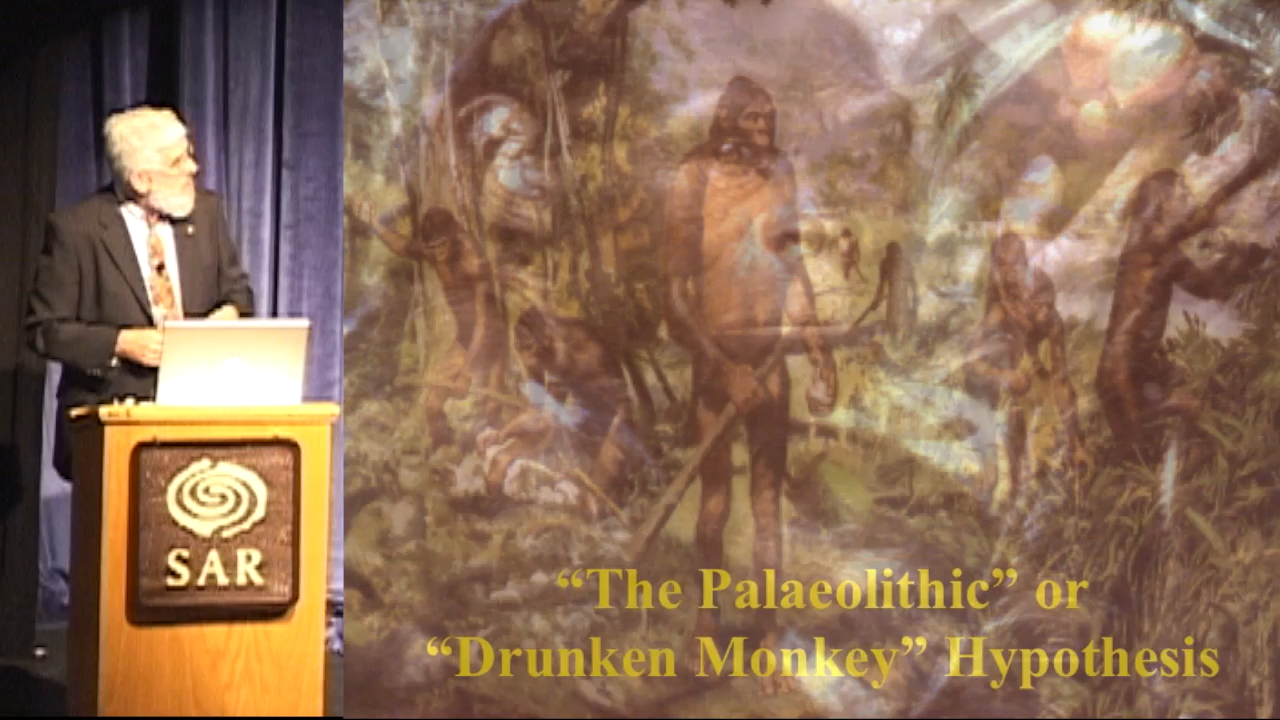 SAR
“The Palaeolithic” or
“Drunken Monkey” Hypothesis